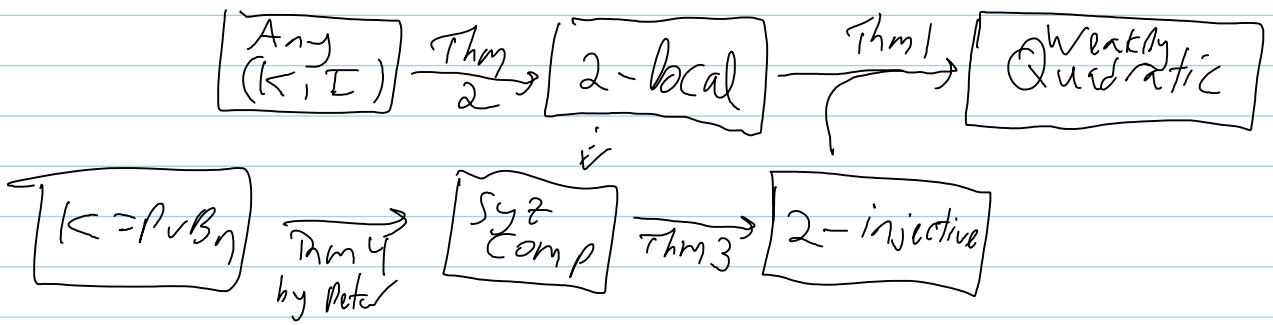 Any
(K, I)
Thm
2
2-local
Thm 1
Weakly
Quadratic
K = PvBn
Thm 4
by Peter
Syz
Comp
Thm 3
2-injective